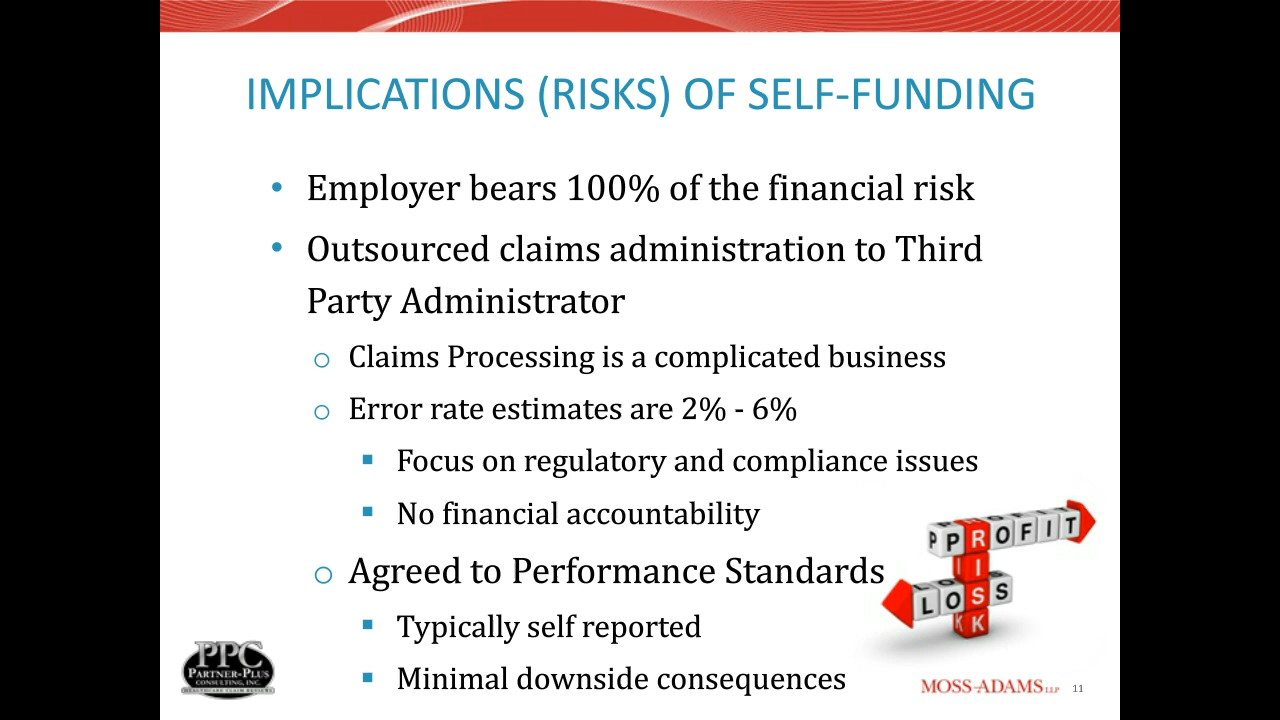 IMPLICATIONS (RISKS) OF SELF-FUNDING
• Employer bears 100% of the financial risk
• Outsourced claims administration to Third
Party Administrator
o Claims Processing is a complicated business
o Error rate estimates are 2% - 6%
▪ Focus on regulatory and compliance issues
▪ No financial accountability
o Agreed to Performance Standards
▪ Typically self reported
▪ Minimal downside consequences
PROFIT
RISK
LOSS
PPC
PARTNER-PLUS
CONSULTING, INC.
HEALTHCARE CLAIM REVIEWS
MOSS-ADAMS LLP
11